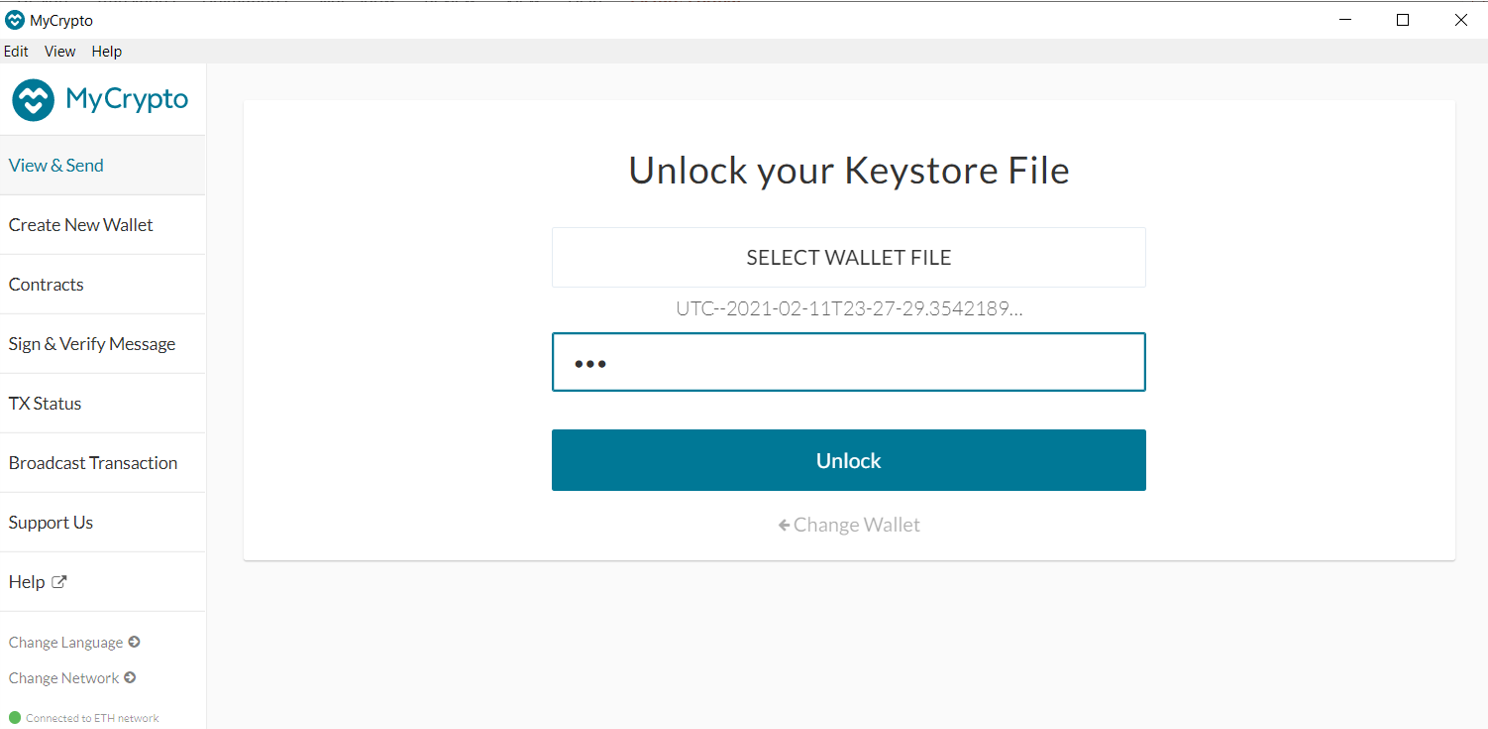 MyCrypto
Edit View Help
MyCrypto
View & Send
Create New Wallet
Contracts
Sign & Verify Message
TX Status
Broadcast Transaction
Support Us
Help
Change Language
Change Network
Connected to ETH network
Unlock your Keystore File
SELECT WALLET FILE
UTC--2021-02-11T23-27-29.3542189...
•••
Unlock
Change Wallet